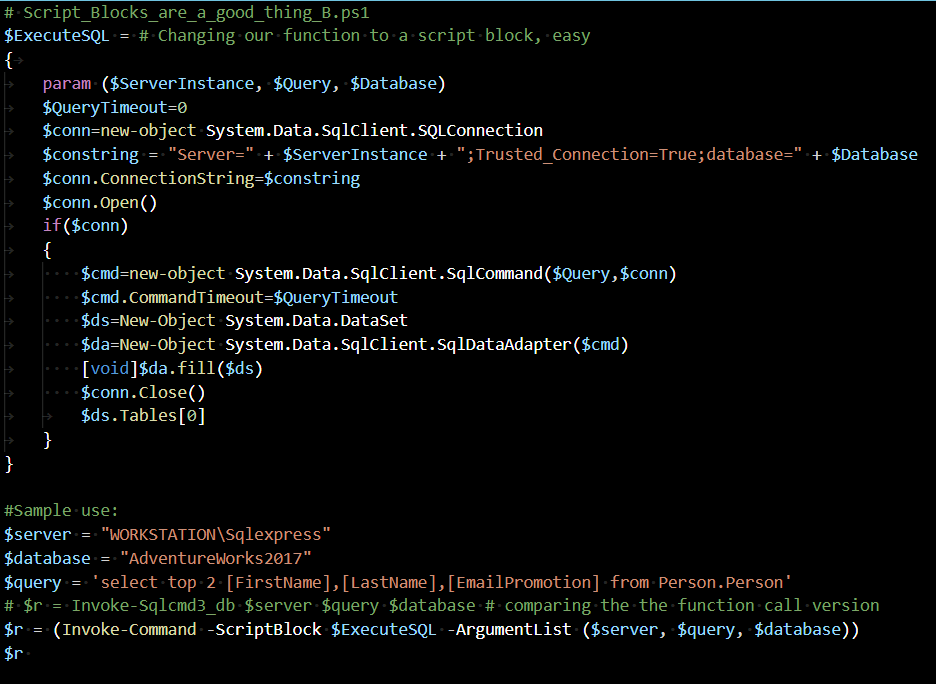 # Script_Blocks_are_a_good_thing_B.ps1
$ExecuteSQL = # Changing our function to a script block, easy
{
    param ($ServerInstance, $Query, $Database)
    $QueryTimeout=0
    $conn=new-object System.Data.SqlClient.SQLConnection
    $constring = "Server=" + $ServerInstance + ";Trusted_Connection=True;database=" + $Database
    $conn.ConnectionString=$constring
    $conn.Open()
    if($conn)
    {
        $cmd=new-object System.Data.SqlClient.SqlCommand($Query,$conn)
        $cmd.CommandTimeout=$QueryTimeout
        $ds=New-Object System.Data.DataSet
        $da=New-Object System.Data.SqlClient.SqlDataAdapter($cmd)
        [void]$da.fill($ds)
        $conn.Close()
        $ds.Tables[0]
    }
}

#Sample use:
$server = "WORKSTATION\Sqlexpress"
$database = "AdventureWorks2017"
$query = 'select top 2 [FirstName],[LastName],[EmailPromotion] from Person.Person'
# $r = Invoke-Sqlcmd3_db $server $query $database # comparing the the function call version
$r = (Invoke-Command -ScriptBlock $ExecuteSQL -ArgumentList ($server, $query, $database))
$r